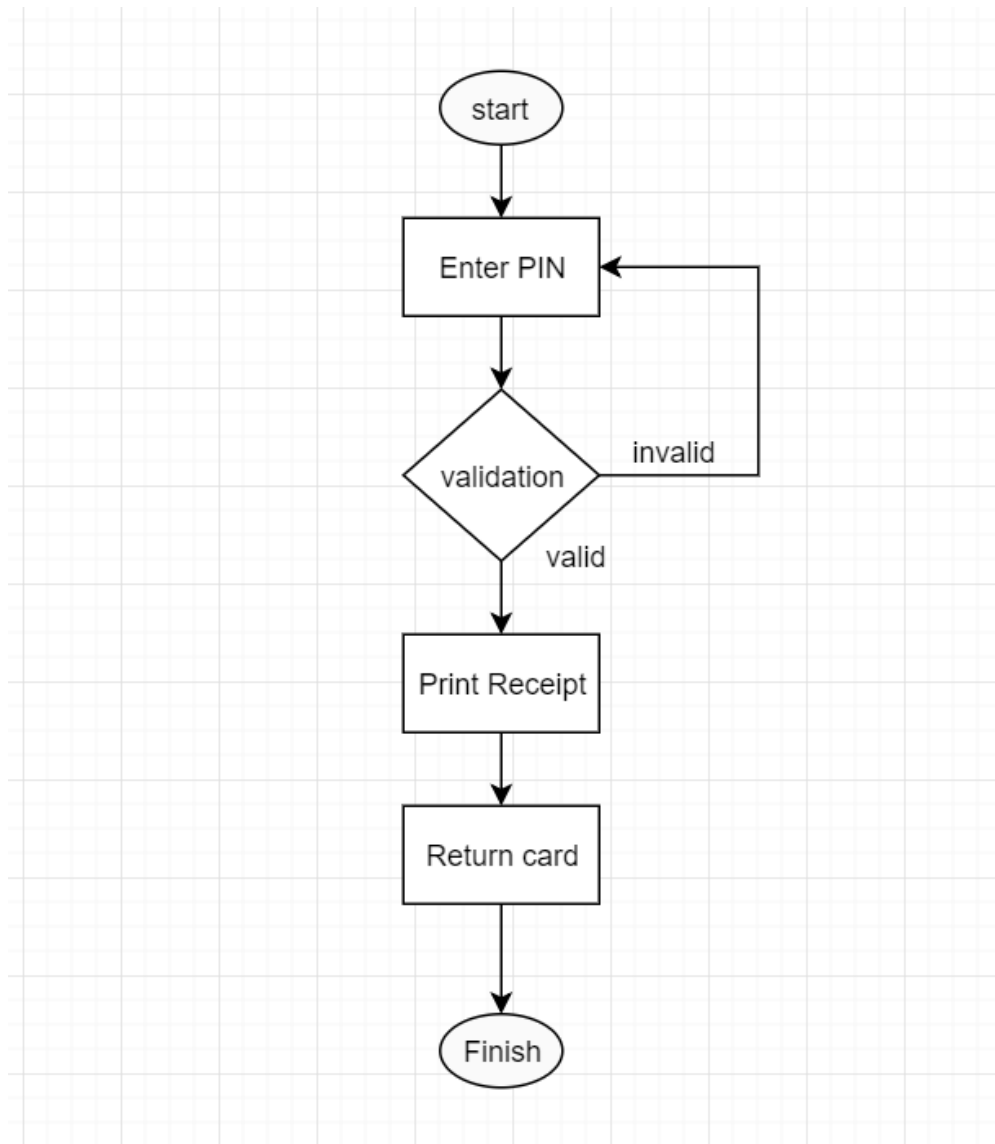 start
Enter PIN
invalid
validation
valid
Print Receipt
Return card
Finish